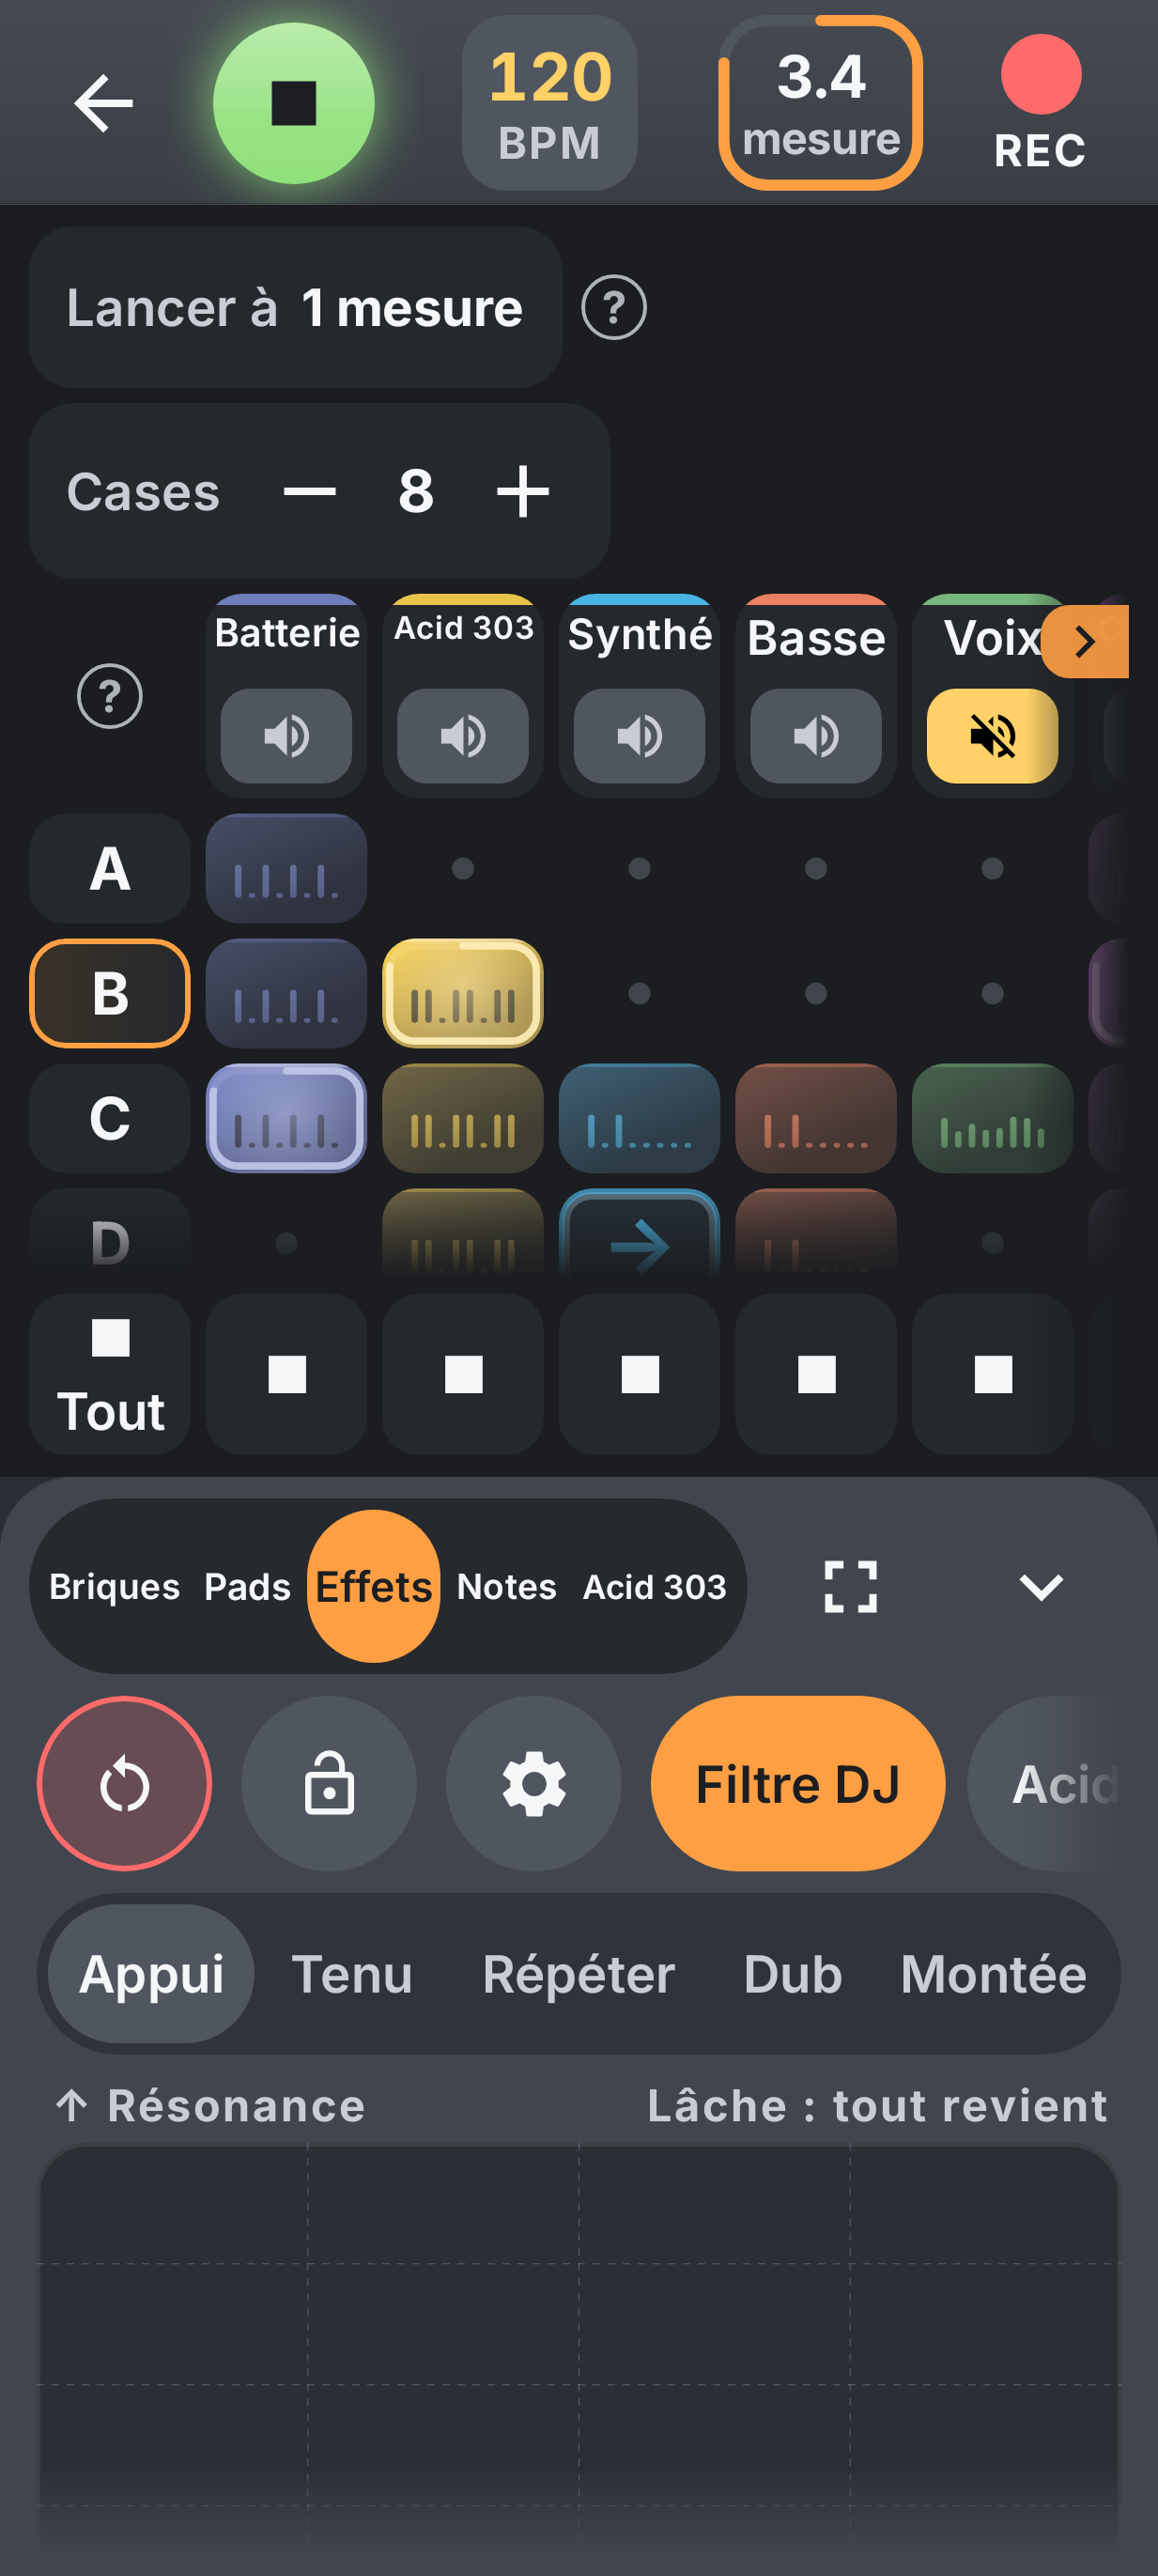 120
BPM
3.4
mesure
REC
Lancer à 1 mesure
?
Cases 8
Batterie Acid 303 Synthé Basse Voix
?
A
B
C
D
Tout
Briques Pads Effets Notes Acid 303
Filtre DJ Acid
Appui Tenu Répéter Dub Montée
↑ Résonance Lâche : tout revient